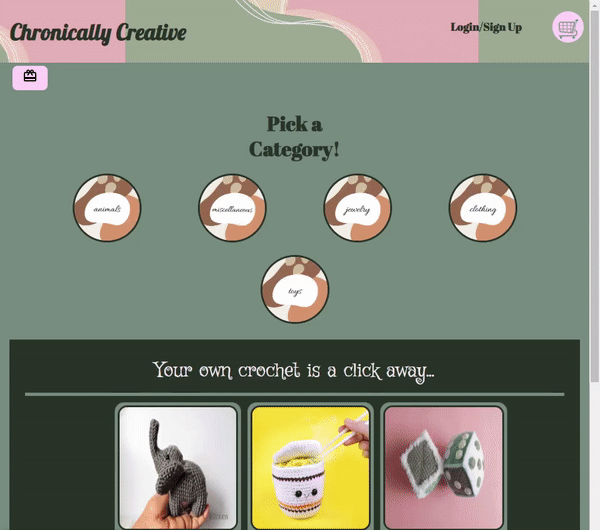 Chronically Creative
Login/Sign Up
Pick a
Category!
animals
miscellaneous
jewelry
clothing
toys
Your own crochet is a click away...